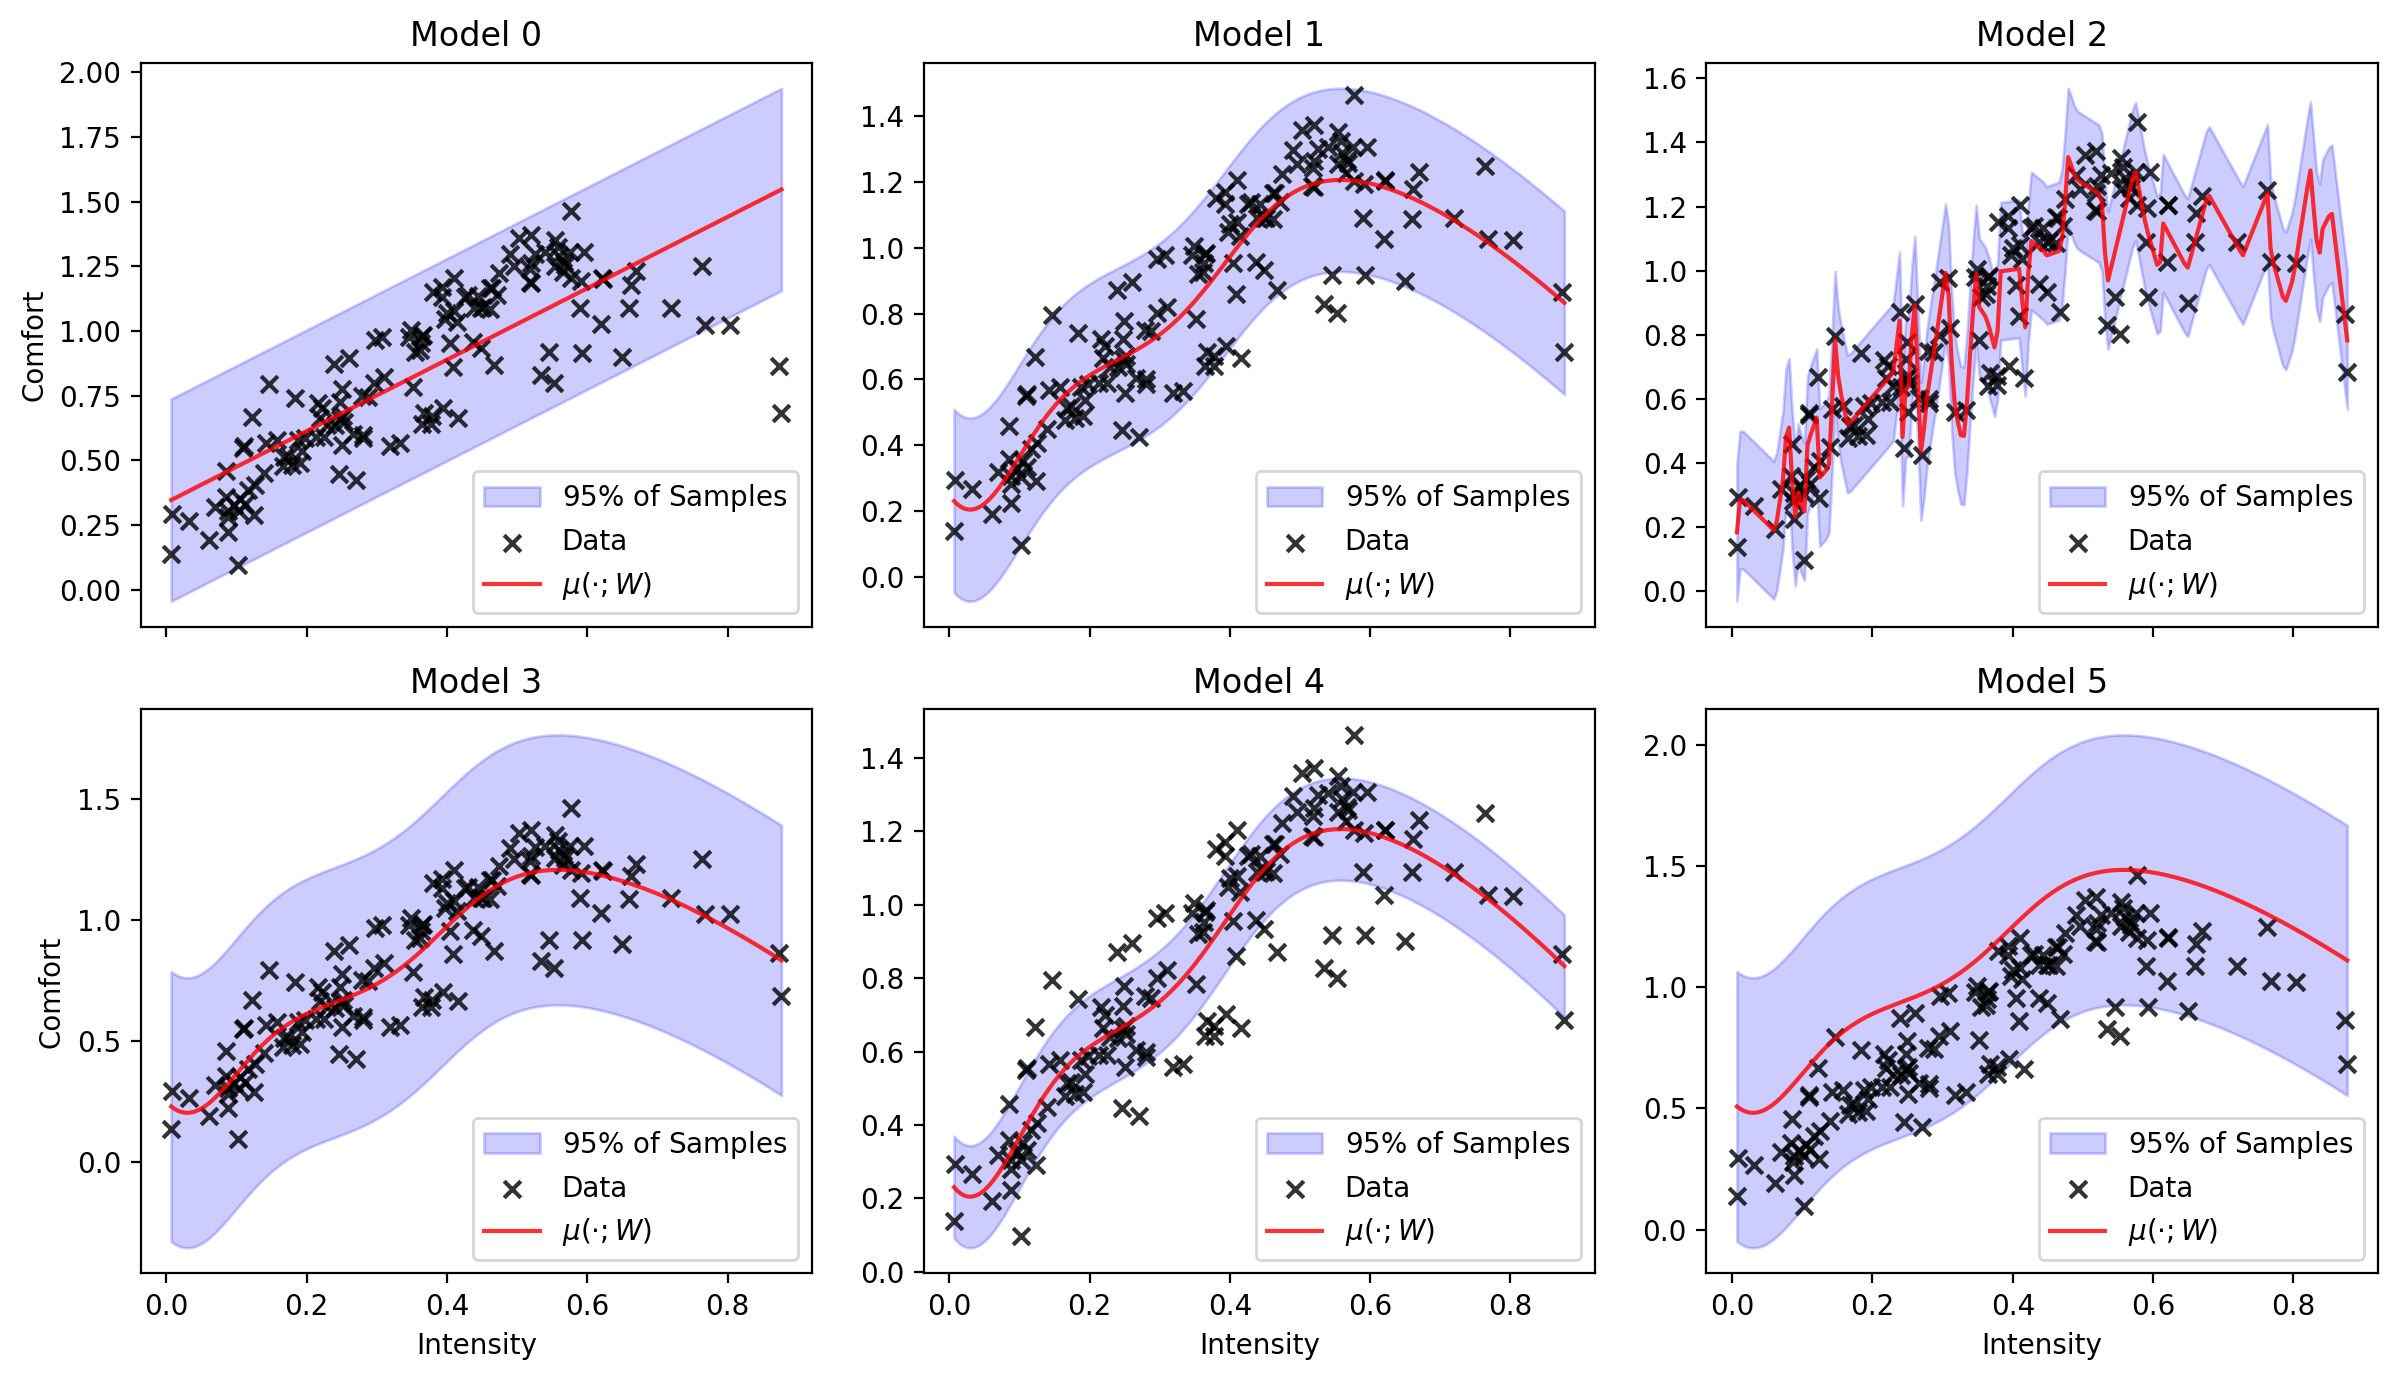 Model 0
2.00
1.75
1.50
1.25
1.00
0.75
0.50
0.25
0.00
Comfort
95% of Samples
Data
μ(·; W)
Model 1
1.4
1.2
1.0
0.8
0.6
0.4
0.2
0.0
95% of Samples
Data
μ(·; W)
Model 2
1.6
1.4
1.2
1.0
0.8
0.6
0.4
0.2
0.0
95% of Samples
Data
μ(·; W)
Model 3
1.5
1.0
0.5
0.0
Comfort
95% of Samples
Data
μ(·; W)
0.0 0.2 0.4 0.6 0.8
Intensity
Model 4
1.4
1.2
1.0
0.8
0.6
0.4
0.2
0.0
95% of Samples
Data
μ(·; W)
0.0 0.2 0.4 0.6 0.8
Intensity
Model 5
2.0
1.5
1.0
0.5
0.0
95% of Samples
Data
μ(·; W)
0.0 0.2 0.4 0.6 0.8
Intensity